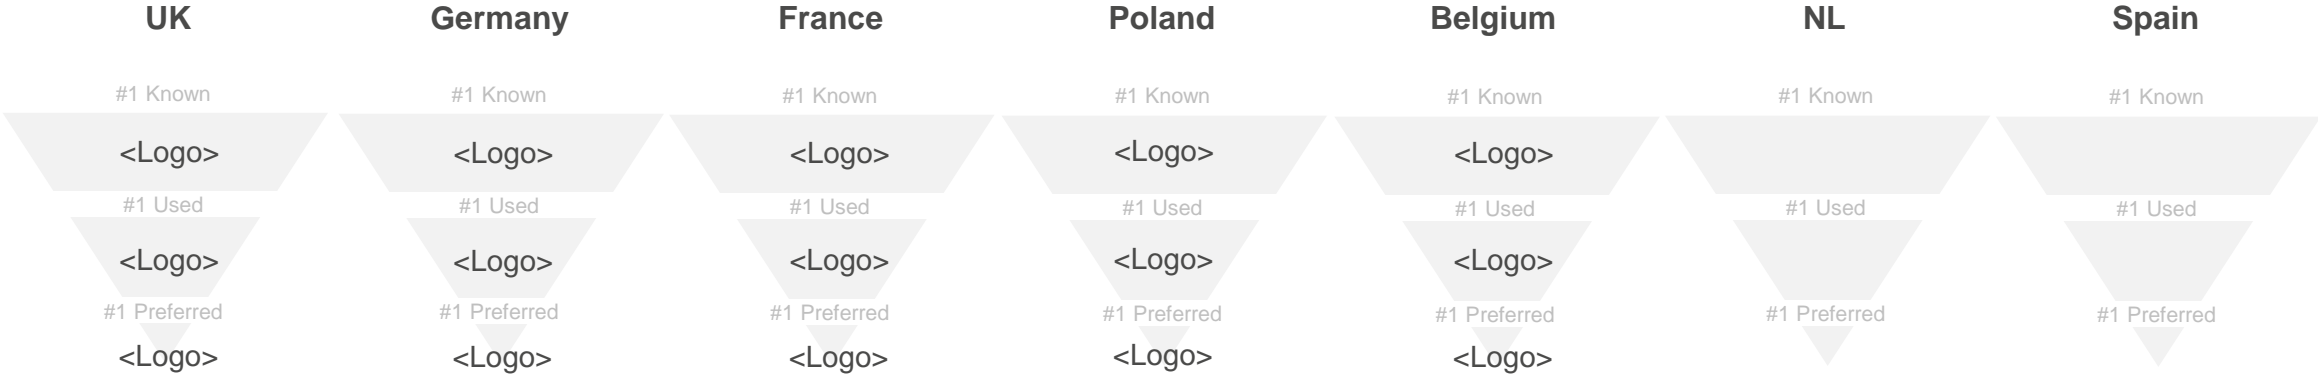 UK Germany France Poland Belgium NL Spain
#1 Known #1 Known #1 Known #1 Known #1 Known #1 Known #1 Known
<Logo> <Logo> <Logo> <Logo> <Logo>
#1 Used #1 Used #1 Used #1 Used #1 Used #1 Used #1 Used
<Logo> <Logo> <Logo> <Logo> <Logo>
#1 Preferred #1 Preferred #1 Preferred #1 Preferred #1 Preferred #1 Preferred #1 Preferred
<Logo> <Logo> <Logo> <Logo> <Logo>